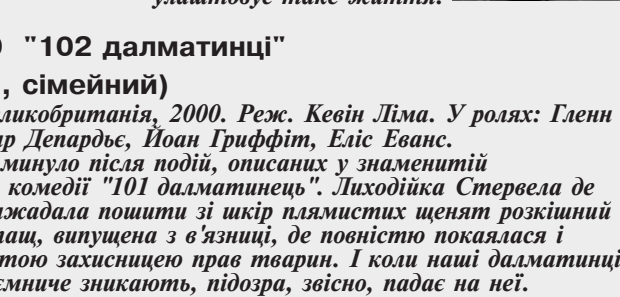 улаштовує таке життя.
"102 далматинці"
, сімейний)
ликобританія, 2000. Реж. Кевін Ліма. У ролях: Гленн
р Депардьє, Йоан Гриффіт, Еліс Еванс.
минуло після подій, описаних у знаменитій
комедії "101 далматинець". Лиходійка Стервела де
жадала пошити зі шкір плямистих щенят розкішний
лащ, випущена з в'язниці, де повністю покаялася і
тою захисницею прав тварин. І коли наші далматинці
ємниче зникають, підозра, звісно, падає на неї.